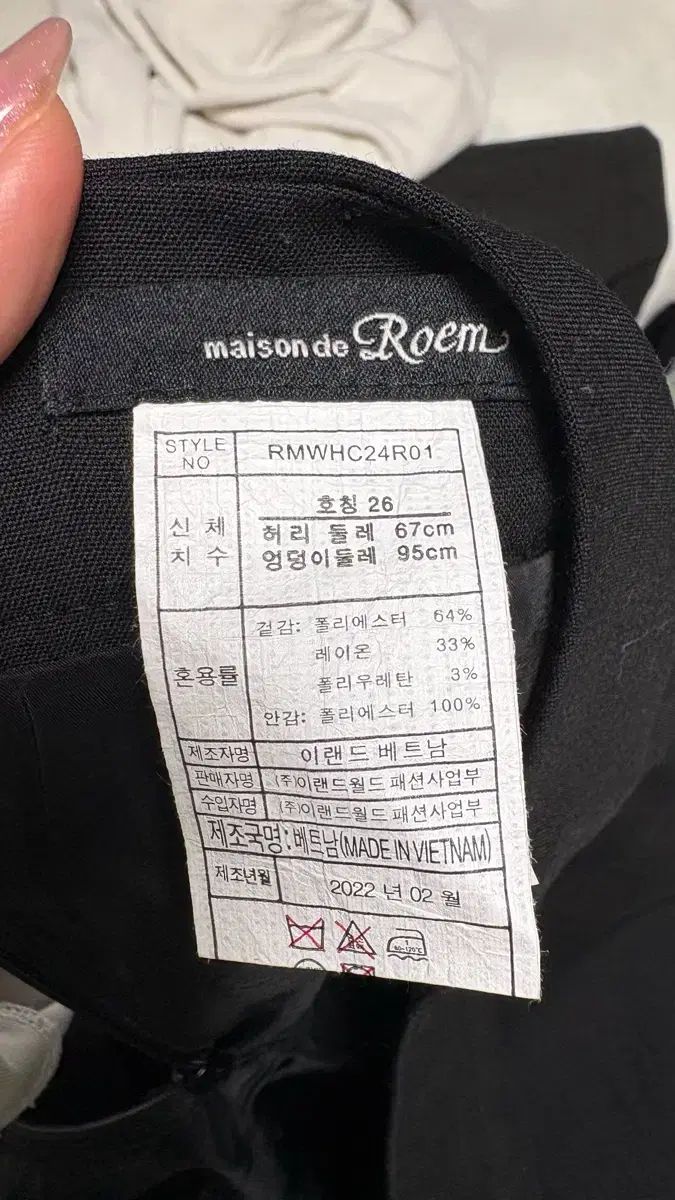 maison de Roem
STYLE NO RMWHC24R01
호칭 26
신체 치수 허리 둘레 67cm
엉덩이둘레 95cm
혼용률 겉감: 폴리에스터 64%
레이온 33%
폴리우레탄 3%
안감: 폴리에스터 100%
제조자명 이랜드 베트남
판매자명 (주)이랜드월드 패션사업부
수입자명 (주)이랜드월드 패션사업부
제조국명:베트남(MADE IN VIETNAM)
제조년월 2022 년 02 월
80~120℃